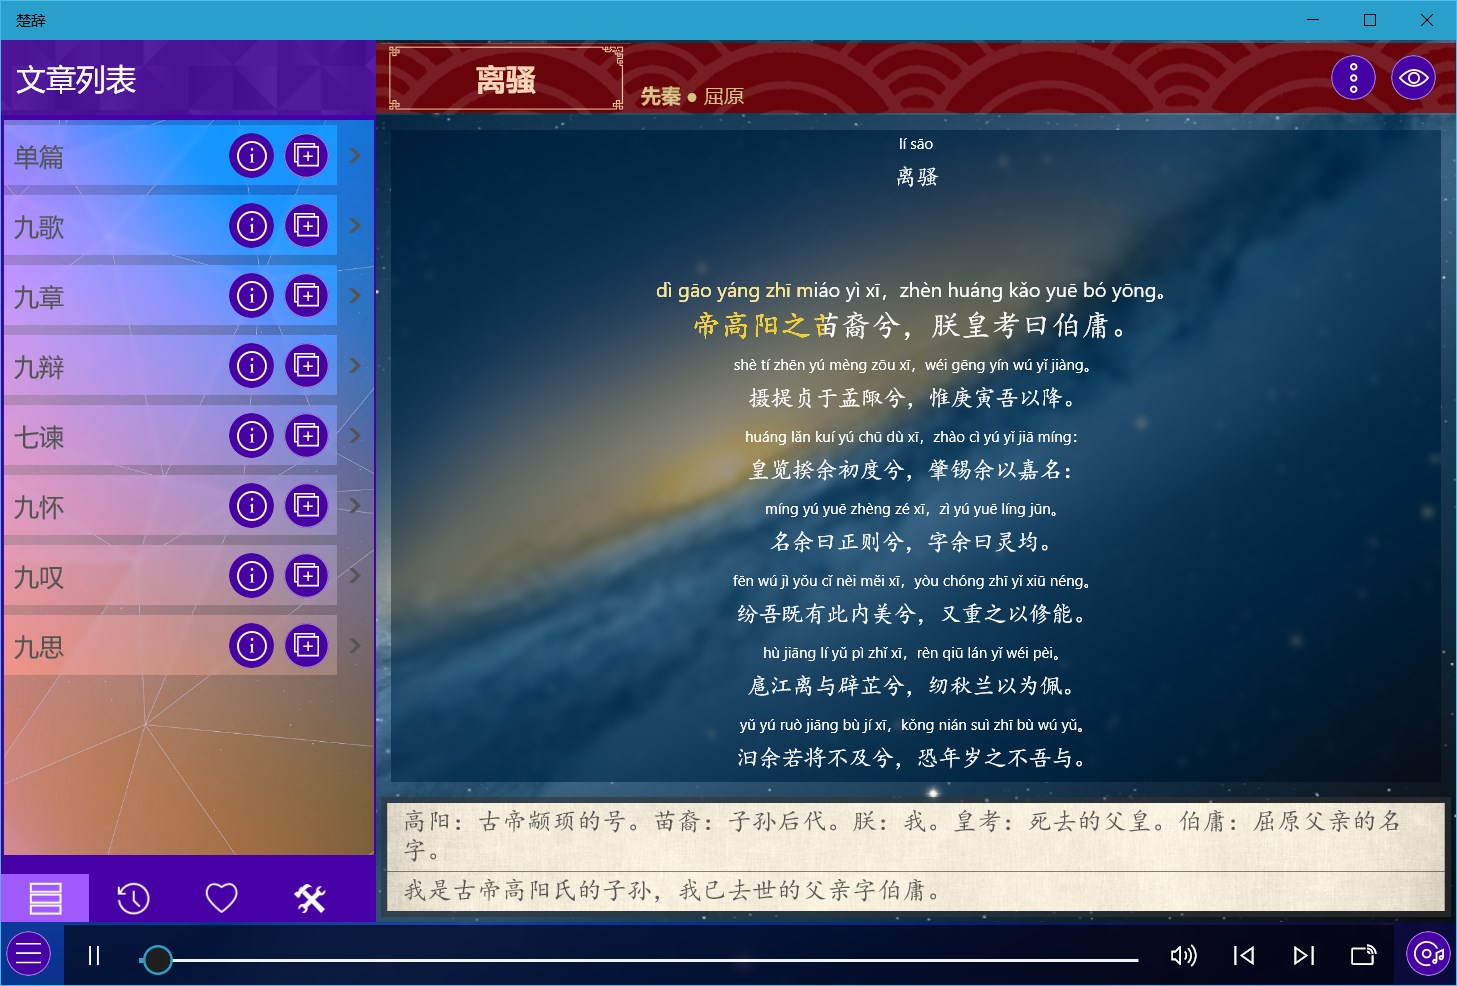 楚辞
文章列表
单篇
九歌
九章
九辩
七谏
九怀
九叹
九思
离骚
先秦 ● 屈原
lí sāo
离骚
dì gāo yáng zhī miáo yì xī，zhèn huáng kǎo yuē bó yōng。
帝高阳之苗裔兮，朕皇考曰伯庸。
shè tí zhēn yú mèng zōu xī，wéi gēng yín wú yǐ jiàng。
摄提贞于孟陬兮，惟庚寅吾以降。
huáng lǎn kuí yú chū dù xī，zhào cì yú yǐ jiā míng：
皇览揆余初度兮，肇锡余以嘉名：
míng yú yuē zhèng zé xī，zì yú yuē líng jūn。
名余曰正则兮，字余曰灵均。
fēn wú jì yǒu cǐ nèi měi xī，yòu chóng zhī yǐ xiū néng。
纷吾既有此内美兮，又重之以修能。
hù jiāng lí yǔ pì zhǐ xī，rèn qiū lán yǐ wéi pèi。
扈江离与辟芷兮，纫秋兰以为佩。
yǔ yú ruò jiāng bù jí xī，kǒng nián suì zhī bù wú yǔ。
汩余若将不及兮，恐年岁之不吾与。
高阳：古帝颛顼的号。苗裔：子孙后代。朕：我。皇考：死去的父皇。伯庸：屈原父亲的名
字。
我是古帝高阳氏的子孙，我已去世的父亲字伯庸。